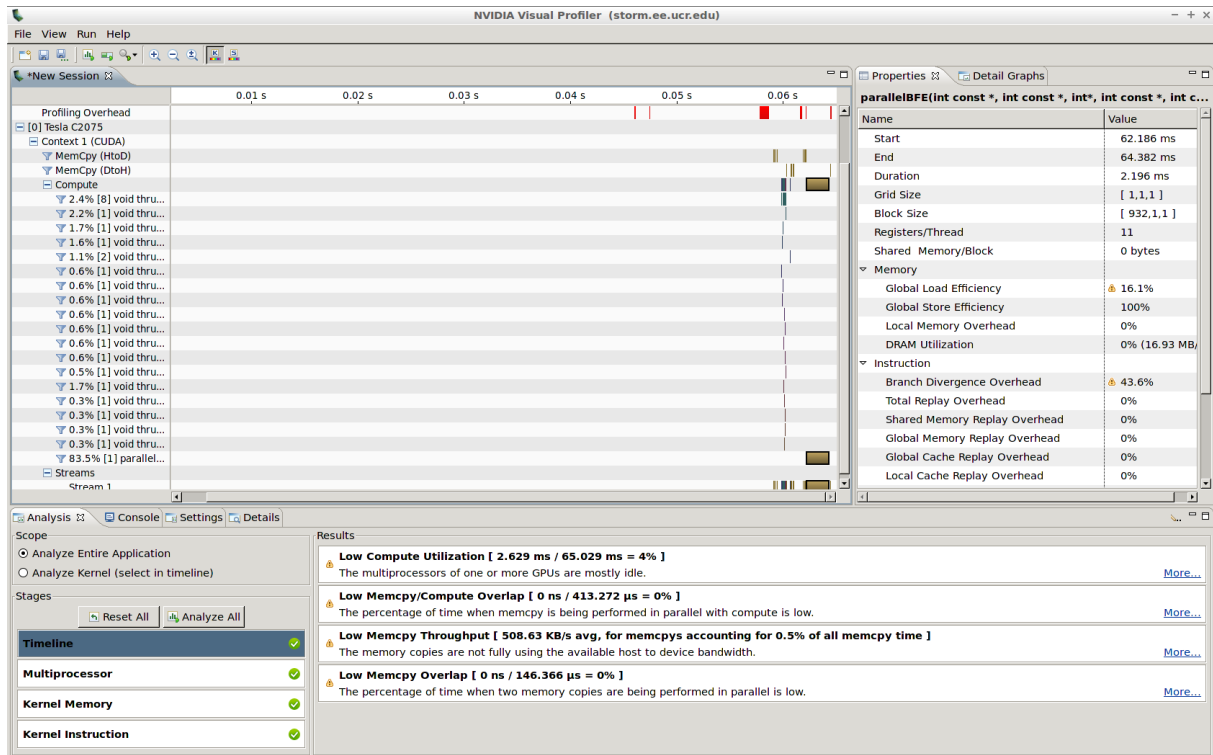 NVIDIA Visual Profiler (storm.ee.ucr.edu)
File View Run Help
*New Session
0.01 s 0.02 s 0.03 s 0.04 s 0.05 s 0.06 s
Profiling Overhead
[0] Tesla C2075
Context 1 (CUDA)
MemCpy (HtoD)
MemCpy (DtoH)
Compute
2.4% [8] void thru...
2.2% [1] void thru...
1.7% [1] void thru...
1.6% [1] void thru...
1.1% [2] void thru...
0.6% [1] void thru...
0.6% [1] void thru...
0.6% [1] void thru...
0.6% [1] void thru...
0.6% [1] void thru...
0.6% [1] void thru...
0.6% [1] void thru...
0.5% [1] void thru...
1.7% [1] void thru...
0.3% [1] void thru...
0.3% [1] void thru...
0.3% [1] void thru...
0.3% [1] void thru...
83.5% [1] parallel...
Streams
Stream 1
Properties Detail Graphs
parallelBFE(int const *, int const *, int*, int const *, int c...
Name Value
Start 62.186 ms
End 64.382 ms
Duration 2.196 ms
Grid Size [ 1,1,1 ]
Block Size [ 932,1,1 ]
Registers/Thread 11
Shared Memory/Block 0 bytes
Memory
Global Load Efficiency 16.1%
Global Store Efficiency 100%
Local Memory Overhead 0%
DRAM Utilization 0% (16.93 MB/
Instruction
Branch Divergence Overhead 43.6%
Total Replay Overhead 0%
Shared Memory Replay Overhead 0%
Global Memory Replay Overhead 0%
Global Cache Replay Overhead 0%
Local Cache Replay Overhead 0%
Analysis Console Settings Details
Scope
Analyze Entire Application
Analyze Kernel (select in timeline)
Stages
Reset All Analyze All
Timeline
Multiprocessor
Kernel Memory
Kernel Instruction
Results
Low Compute Utilization [ 2.629 ms / 65.029 ms = 4% ]
The multiprocessors of one or more GPUs are mostly idle. More...
Low Memcpy/Compute Overlap [ 0 ns / 413.272 µs = 0% ]
The percentage of time when memcpy is being performed in parallel with compute is low. More...
Low Memcpy Throughput [ 508.63 KB/s avg, for memcpys accounting for 0.5% of all memcpy time ]
The memory copies are not fully using the available host to device bandwidth. More...
Low Memcpy Overlap [ 0 ns / 146.366 µs = 0% ]
The percentage of time when two memory copies are being performed in parallel is low. More...